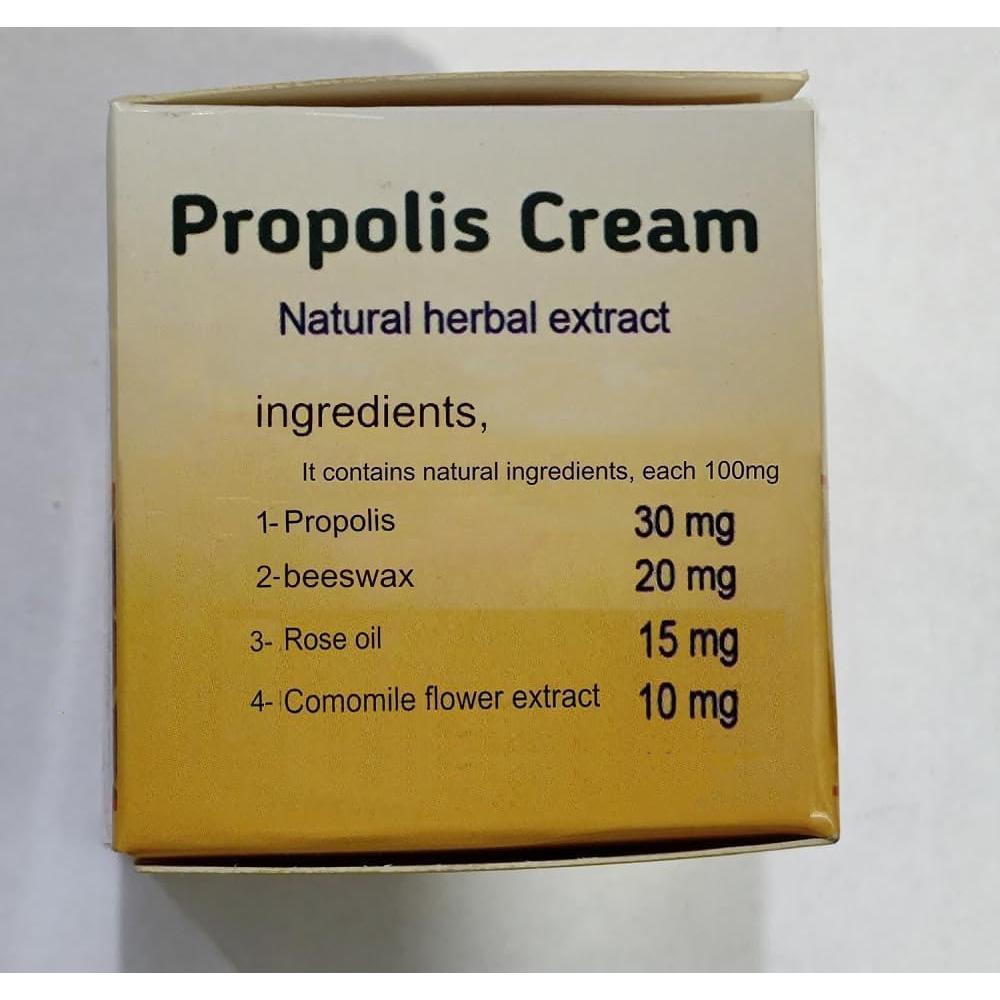 Propolis Cream
Natural herbal extract
ingredients,
It contains natural ingredients, each 100mg
1- Propolis 30 mg
2-beeswax 20 mg
3- Rose oil 15 mg
4- Comomile flower extract 10 mg